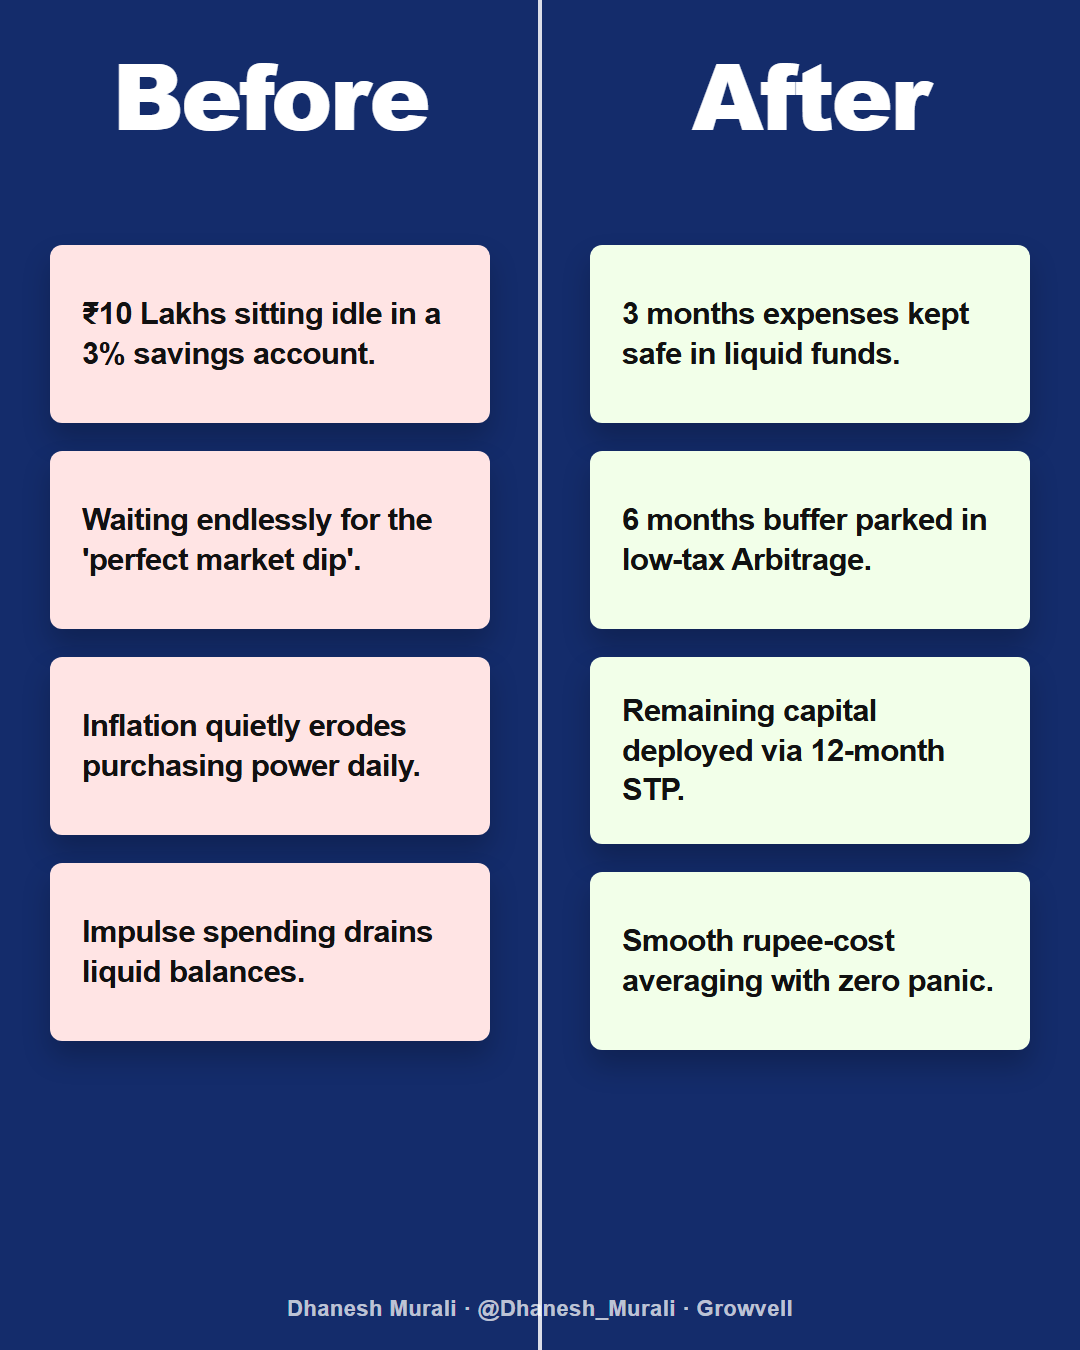 Before
₹10 Lakhs sitting idle in a
3% savings account.
Waiting endlessly for the
'perfect market dip'.
Inflation quietly erodes
purchasing power daily.
Impulse spending drains
liquid balances.
After
3 months expenses kept
safe in liquid funds.
6 months buffer parked in
low-tax Arbitrage.
Remaining capital
deployed via 12-month
STP.
Smooth rupee-cost
averaging with zero panic.
Dhanesh Murali · @Dhanesh_Murali · Growvell